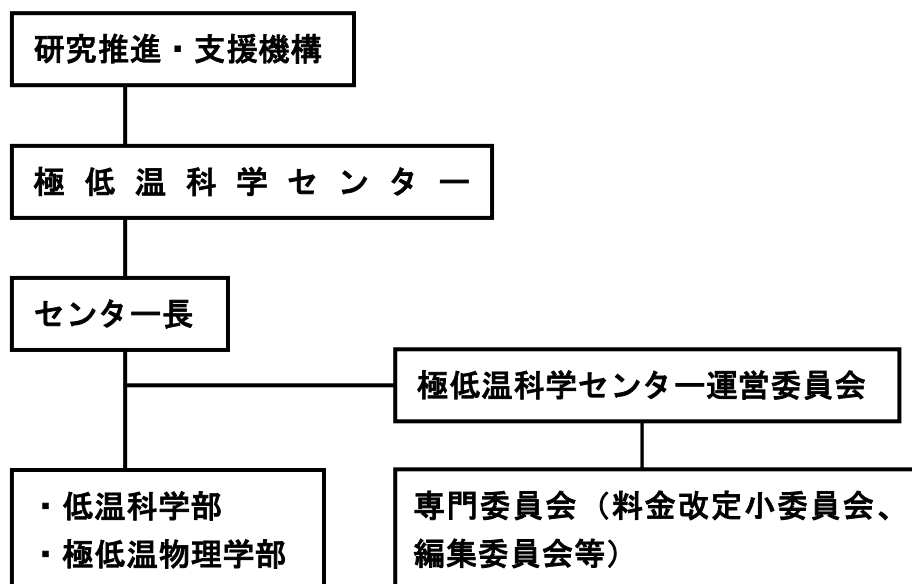 研究推進・支援機構
極低温科学センター
センター長
極低温科学センター運営委員会
・低温科学部
・極低温物理学部
専門委員会（料金改定小委員会、
編集委員会等）